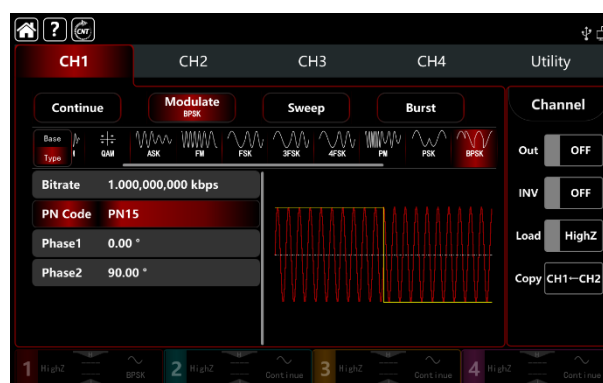 ? CNT
CH1 CH2 CH3 CH4 Utility
Continue Modulate BPSK Sweep Burst Channel
Base Type QAM ASK FM FSK 3FSK 4FSK PM PSK BPSK
Out OFF
Bitrate 1.000,000,000 kbps
INV OFF
PN Code PN15
Phase1 0.00 °
Load HighZ
Phase2 90.00 °
Copy CH1←CH2
1 HighZ BPSK 2 HighZ Continue 3 HighZ Continue 4 HighZ Continue